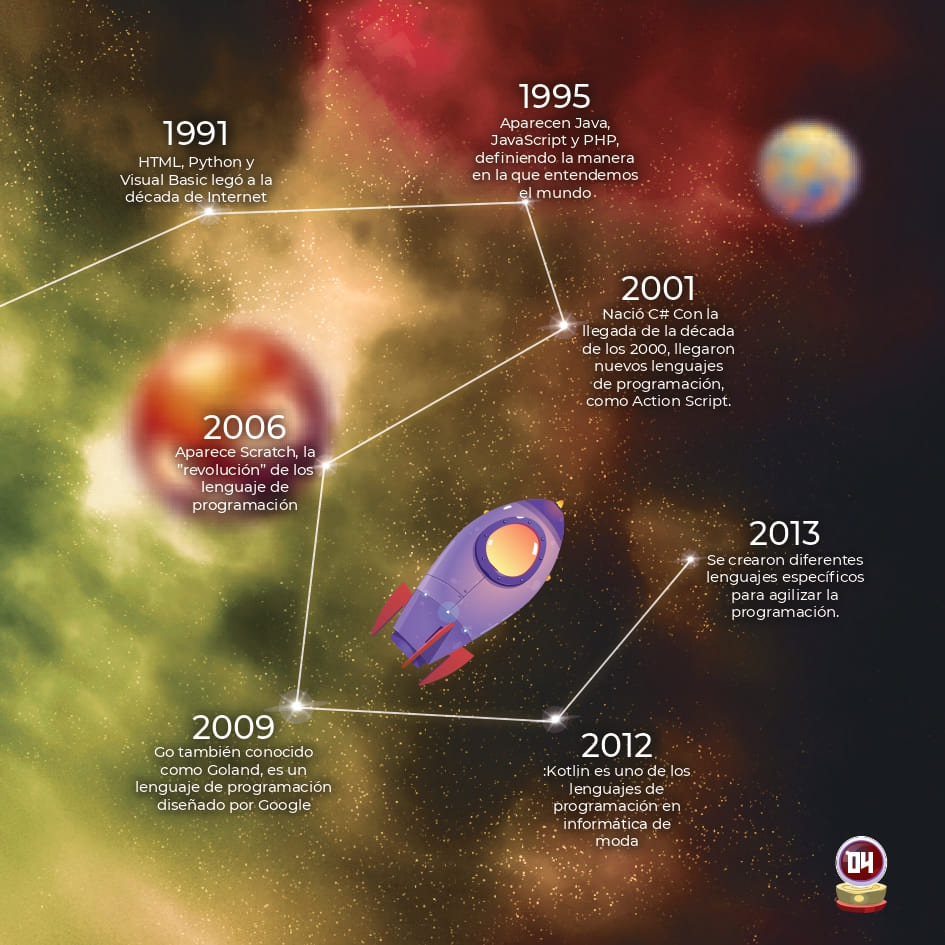 1991
HTML, Python y
Visual Basic legó a la
década de Internet
1995
Aparecen Java,
JavaScript y PHP,
definiendo la manera
en la que entendemos
el mundo
2001
Nació C# Con la
llegada de la década
de los 2000, llegaron
nuevos lenguajes
de programación,
como Action Script.
2006
Aparece Scratch, la
"revolución" de los
lenguaje de
programación
2009
Go también conocido
como Goland, es un
lenguaje de programación
diseñado por Google
2012
:Kotlin es uno de los
lenguajes de
programación en
informática de
moda
2013
Se crearon diferentes
lenguajes específicos
para agilizar la
programación.
04